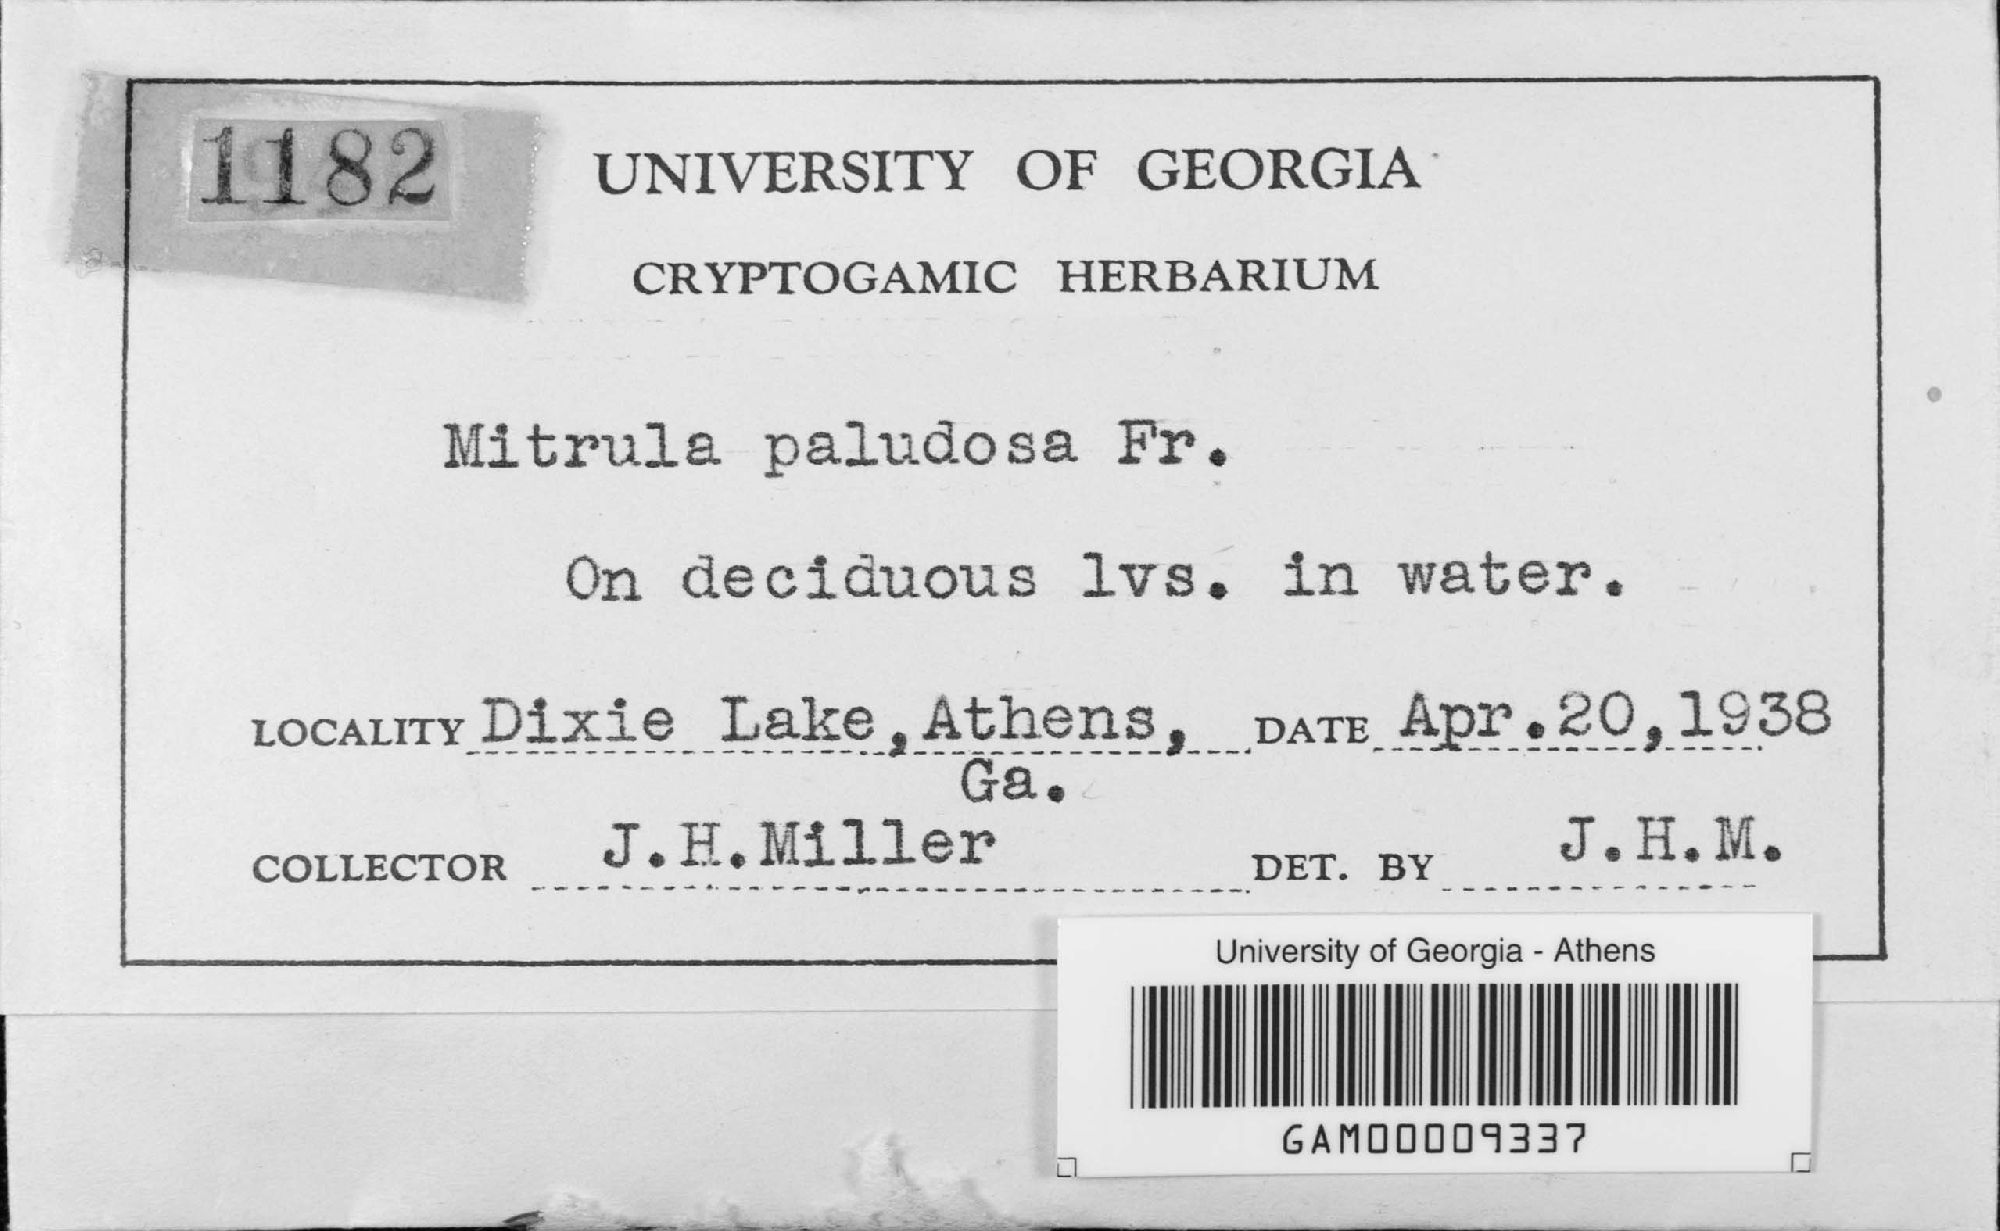 1182
UNIVERSITY OF GEORGIA
CRYPTOGAMIC HERBARIUM
Mitrula paludosa Fr.
On deciduous lvs. in water.
LOCALITY Dixie Lake, Athens, DATE Apr.20,1938
Ga.
COLLECTOR J.H.Miller DET. BY J.H.M.
University of Georgia - Athens
GAM00009337